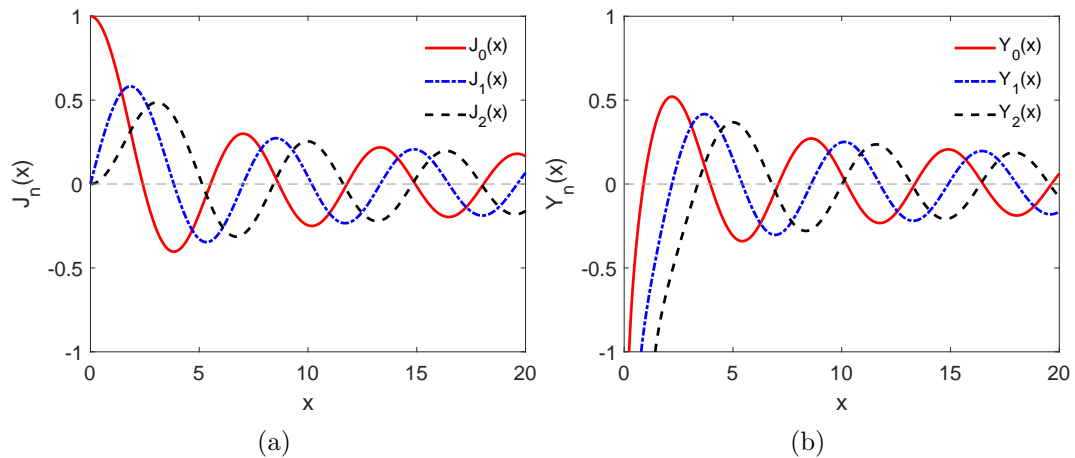 1
0.5
0
-0.5
-1
J_n(x)
J_0(x)
J_1(x)
J_2(x)
0 5 10 15 20
x
(a)
1
0.5
0
-0.5
-1
Y_n(x)
Y_0(x)
Y_1(x)
Y_2(x)
0 5 10 15 20
x
(b)